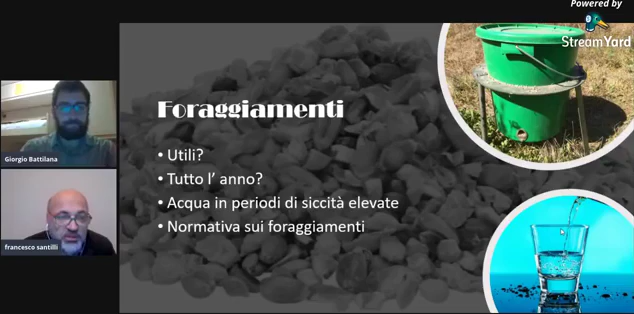 Powered by
StreamYard
Foraggiamenti
• Utili?
• Tutto l' anno?
• Acqua in periodi di siccità elevate
• Normativa sui foraggiamenti
Giorgio Battilana
francesco santilli